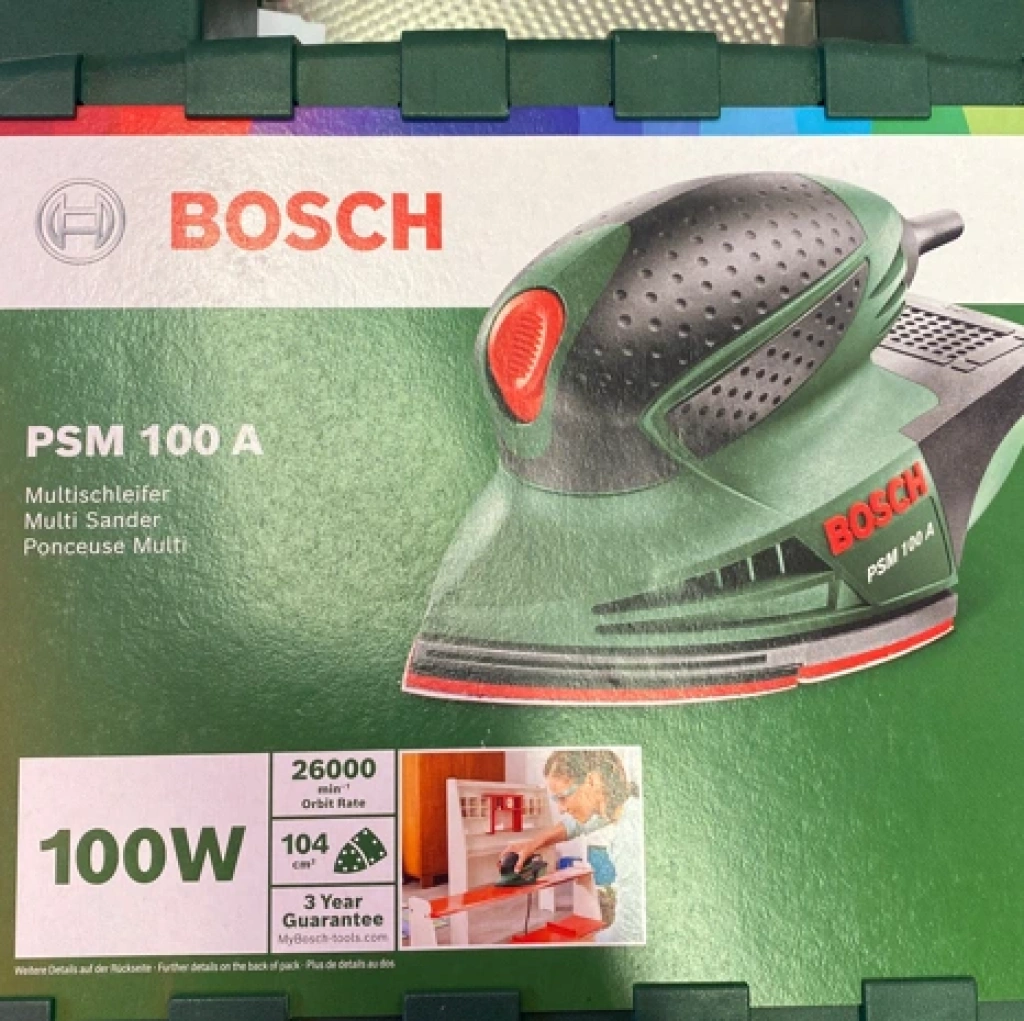 BOSCH
PSM 100 A
Multischleifer
Multi Sander
Ponceuse Multi
BOSCH
PSM 100 A
100W
26000
min⁻¹
Orbit Rate
104
cm²
3 Year
Guarantee
MyBosch-tools.com
Weitere Details auf der Rückseite · Further details on the back of pack · Plus de details au dos